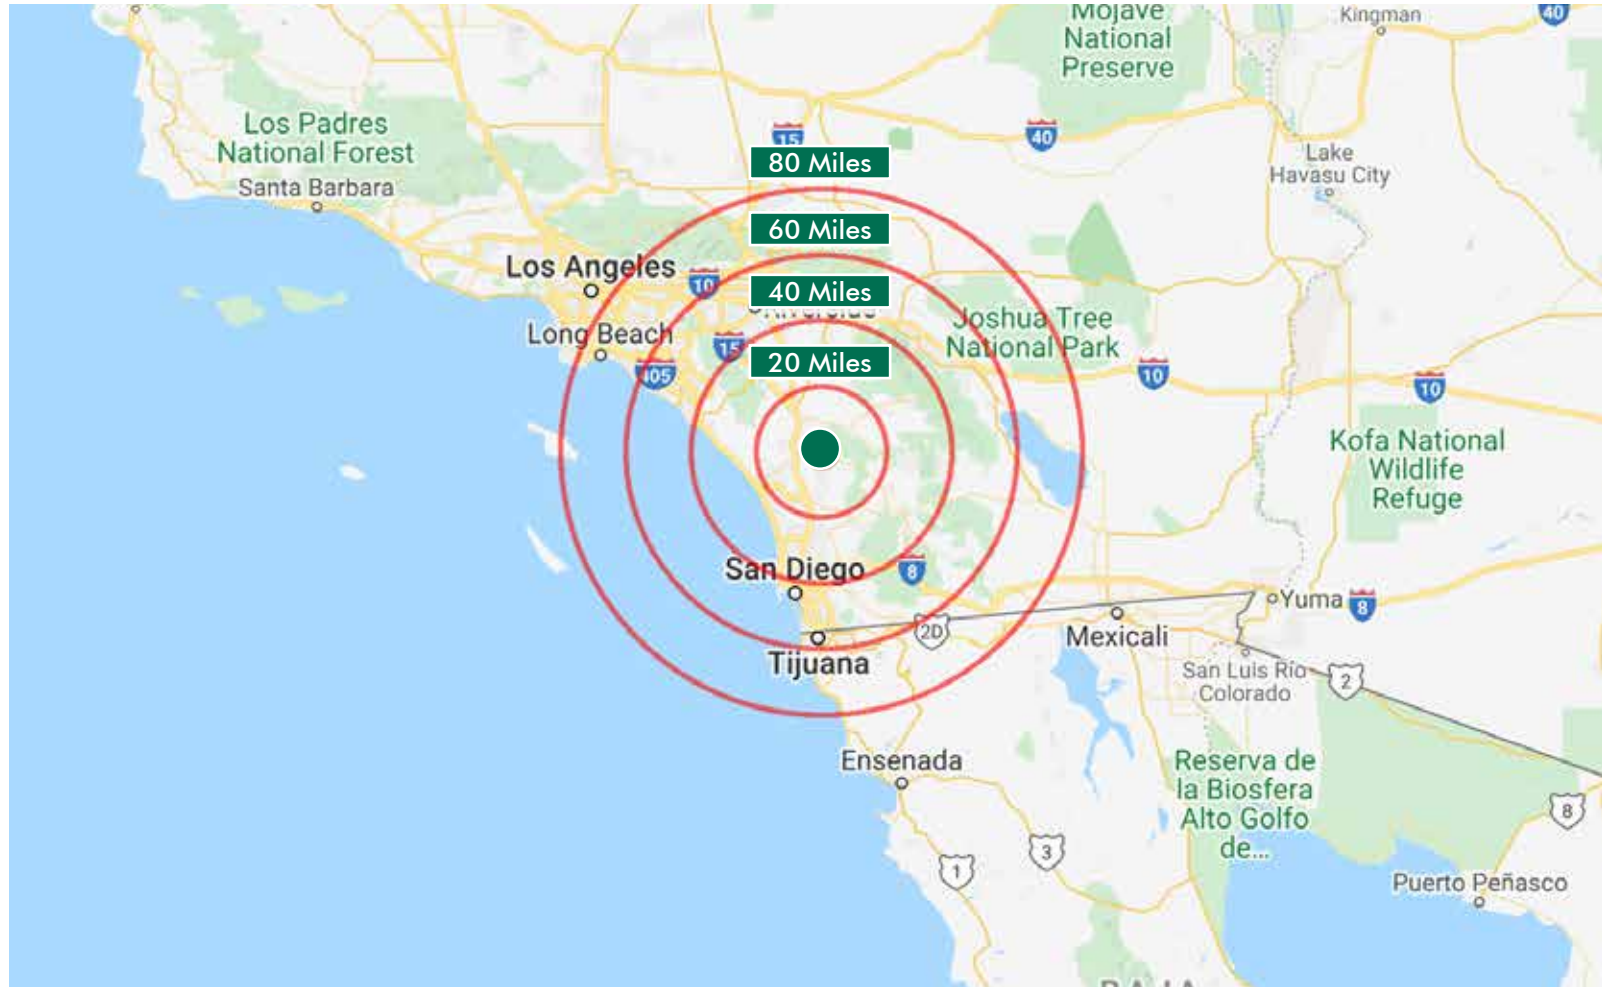 Mojave
National
Preserve
Kingman
40
Los Padres
National Forest
Santa Barbara
15
40
Lake
Havasu City
80 Miles
60 Miles
Los Angeles
10
40 Miles
Long Beach
15
Joshua Tree
National Park
20 Miles
405
10
10
Kofa National
Wildlife
Refuge
San Diego
8
Yuma
8
2D
Mexicali
Tijuana
San Luis Río
Colorado
2
Ensenada
Reserva de
la Biosfera
Alto Golfo
de...
8
3
1
Puerto Peñasco